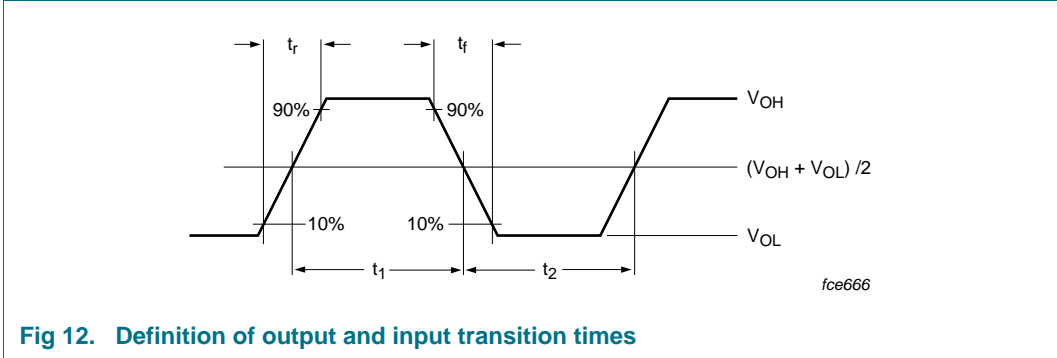 tr tf
90% 90% VOH
(VOH + VOL) /2
10% 10% VOL
t1 t2
fce666
Fig 12. Definition of output and input transition times